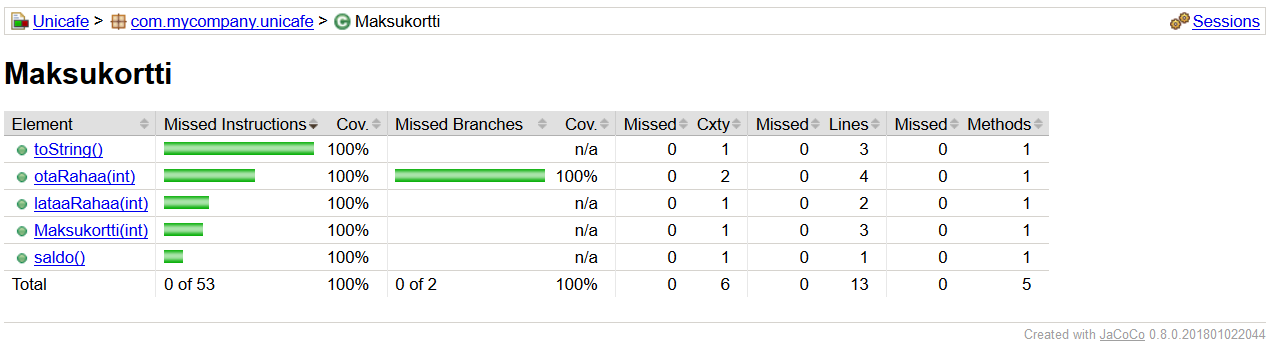 Unicafe > com.mycompany.unicafe > Maksukortti Sessions
Maksukortti
Element Missed Instructions Cov. Missed Branches Cov. Missed Cxty Missed Lines Missed Methods
toString() 100% n/a 0 1 0 3 0 1
otaRahaa(int) 100% 100% 0 2 0 4 0 1
lataaRahaa(int) 100% n/a 0 1 0 2 0 1
Maksukortti(int) 100% n/a 0 1 0 3 0 1
saldo() 100% n/a 0 1 0 1 0 1
Total 0 of 53 100% 0 of 2 100% 0 6 0 13 0 5
Created with JaCoCo 0.8.0.201801022044